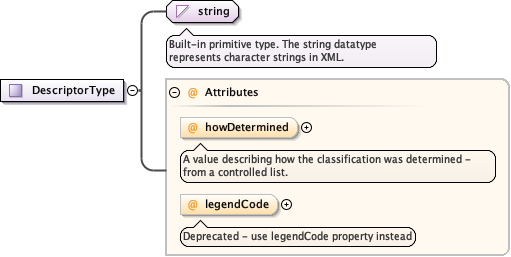 string
Built-in primitive type. The string datatype
represents character strings in XML.
DescriptorType
@ Attributes
@ howDetermined
A value describing how the classification was determined -
from a controlled list.
@ legendCode
Deprecated - use legendCode property instead